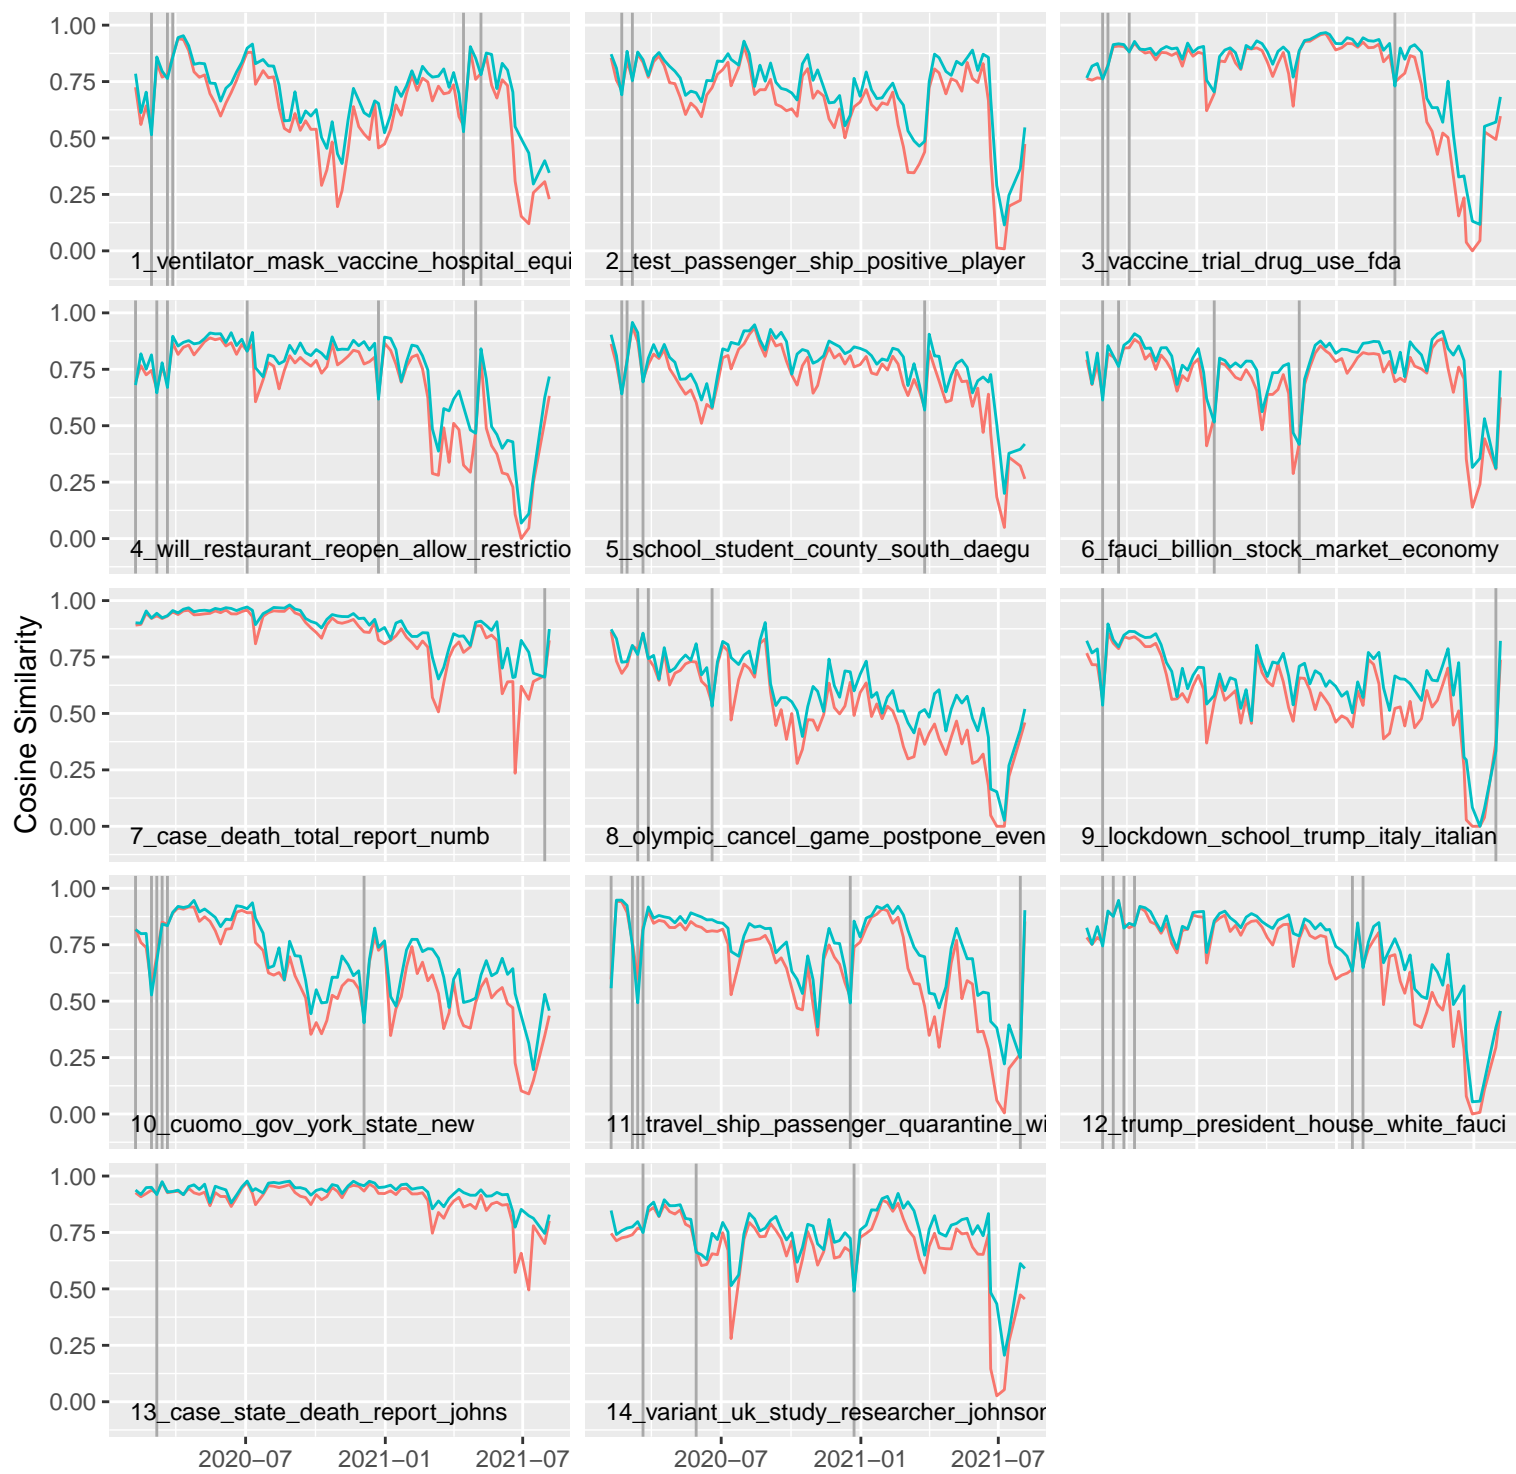 Cosine Similarity
1.00
0.75
0.50
0.25
0.00
1_ventilator_mask_vaccine_hospital_equi
2_test_passenger_ship_positive_player
3_vaccine_trial_drug_use_fda
1.00
0.75
0.50
0.25
0.00
4_will_restaurant_reopen_allow_restrictio
5_school_student_county_south_daegu
6_fauci_billion_stock_market_economy
1.00
0.75
0.50
0.25
0.00
7_case_death_total_report_numb
8_olympic_cancel_game_postpone_even
9_lockdown_school_trump_italy_italian
1.00
0.75
0.50
0.25
0.00
10_cuomo_gov_york_state_new
11_travel_ship_passenger_quarantine_wi
12_trump_president_house_white_fauci
1.00
0.75
0.50
0.25
0.00
13_case_state_death_report_johns
14_variant_uk_study_researcher_johnson
2020−07 2021−01 2021−07
2020−07 2021−01 2021−07